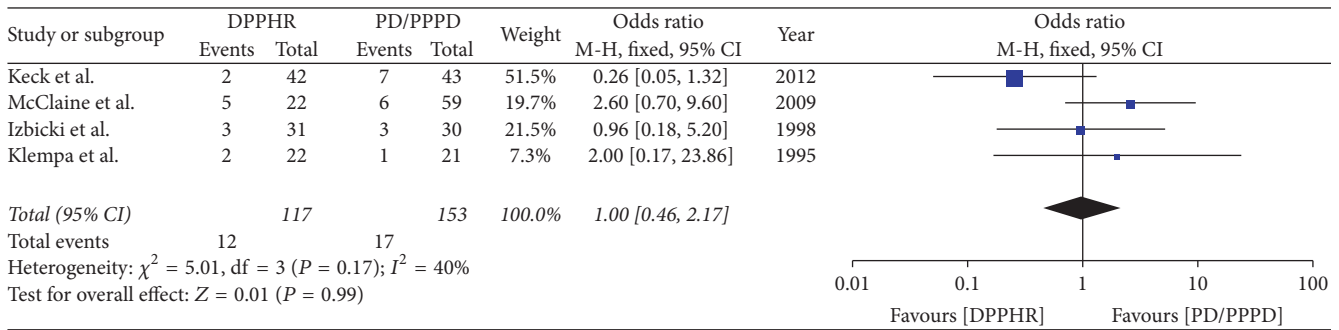 Study or subgroup DPPHR PD/PPPD Weight Odds ratio Year Odds ratio
Events Total Events Total M-H, fixed, 95% CI M-H, fixed, 95% CI
Keck et al. 2 42 7 43 51.5% 0.26 [0.05, 1.32] 2012
McClaine et al. 5 22 6 59 19.7% 2.60 [0.70, 9.60] 2009
Izbicki et al. 3 31 3 30 21.5% 0.96 [0.18, 5.20] 1998
Klempa et al. 2 22 1 21 7.3% 2.00 [0.17, 23.86] 1995
Total (95% CI) 117 153 100.0% 1.00 [0.46, 2.17]
Total events 12 17
Heterogeneity: χ² = 5.01, df = 3 (P = 0.17); I² = 40%
Test for overall effect: Z = 0.01 (P = 0.99)
0.01 0.1 1 10 100
Favours [DPPHR] Favours [PD/PPPD]